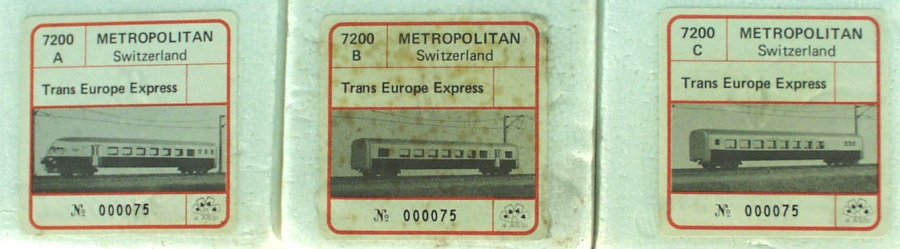 7200 METROPOLITAN
A Switzerland
Trans Europe Express
№ 000075
7200 METROPOLITAN
B Switzerland
Trans Europe Express
№ 000075
7200 METROPOLITAN
C Switzerland
Trans Europe Express
№ 000075